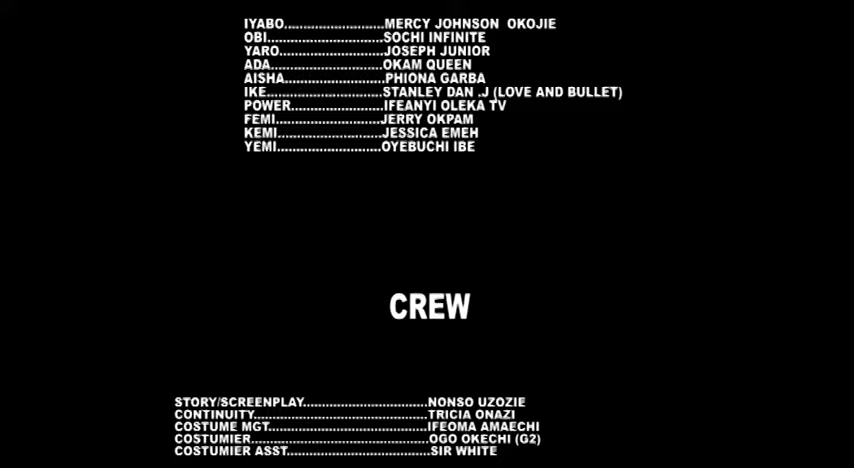 IYABO..........................MERCY JOHNSON OKOJIE
OBI..............................SOCHI INFINITE
YARO...........................JOSEPH JUNIOR
ADA.............................OKAM QUEEN
AISHA..........................PHIONA GARBA
IKE..............................STANLEY DAN .J (LOVE AND BULLET)
POWER........................IFEANYI OLEKA TV
FEMI...........................JERRY OKPAM
KEMI...........................JESSICA EMEH
YEMI...........................OYEBUCHI IBE
CREW
STORY/SCREENPLAY................................NONSO UZOZIE
CONTINUITY.............................................TRICIA ONAZI
COSTUME MGT.........................................IFEOMA AMAECHI
COSTUMIER..............................................OGO OKECHI (G2)
COSTUMIER ASST.....................................SIR WHITE